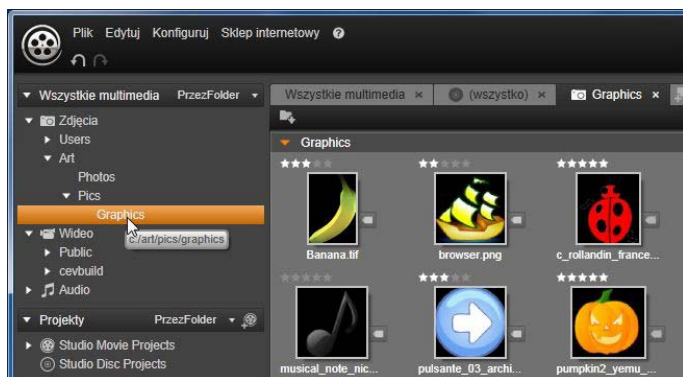 Plik Edytuj Konfiguruj Sklep internetowy ?
Wszystkie multimedia PrzezFolder
Zdjęcia
Users
Art
Photos
Pics
Graphics
c:/art/pics/graphics
Wideo
Public
cevbuild
Audio
Projekty PrzezFolder
Studio Movie Projects
Studio Disc Projects
Wszystkie multimedia × (wszystko) × Graphics ×
Graphics
Banana.tif browser.png c_rollandin_france...
musical_note_nic... pulsante_03_archi... pumpkin2_yemu_...